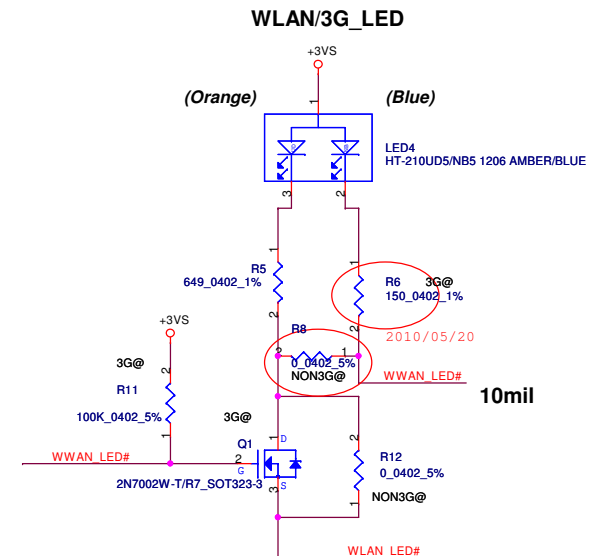 WLAN/3G_LED
+3VS
(Orange)
(Blue)
1
LED4
HT-210UD5/NB5 1206 AMBER/BLUE
3
2
1
1
R5
649_0402_1%
R6
3G@
150_0402_1%
2
2
R8
2010/05/20
+3VS
2
1
0_0402_5%
NON3G@
3G@
2
WWAN_LED#
10mil
R11
100K_0402_5%
3G@
1
Q1
1
D
2
WWAN_LED#
2
G
R12
0_0402_5%
2N7002W-T/R7_SOT323-3
3
S
1
NON3G@
WLAN_LED#